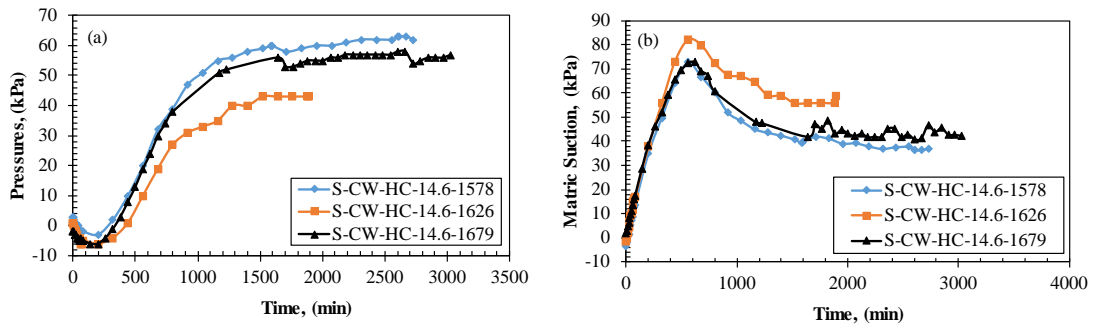 (a)
Pressures, (kPa)
70
60
50
40
30
20
10
0
-10
0
500
1000
1500
2000
2500
3000
3500
Time, (min)
S-CW-HC-14.6-1578
S-CW-HC-14.6-1626
S-CW-HC-14.6-1679
(b)
Matric Suction, (kPa)
90
80
70
60
50
40
30
20
10
0
-10
0
1000
2000
3000
4000
Time, (min)
S-CW-HC-14.6-1578
S-CW-HC-14.6-1626
S-CW-HC-14.6-1679